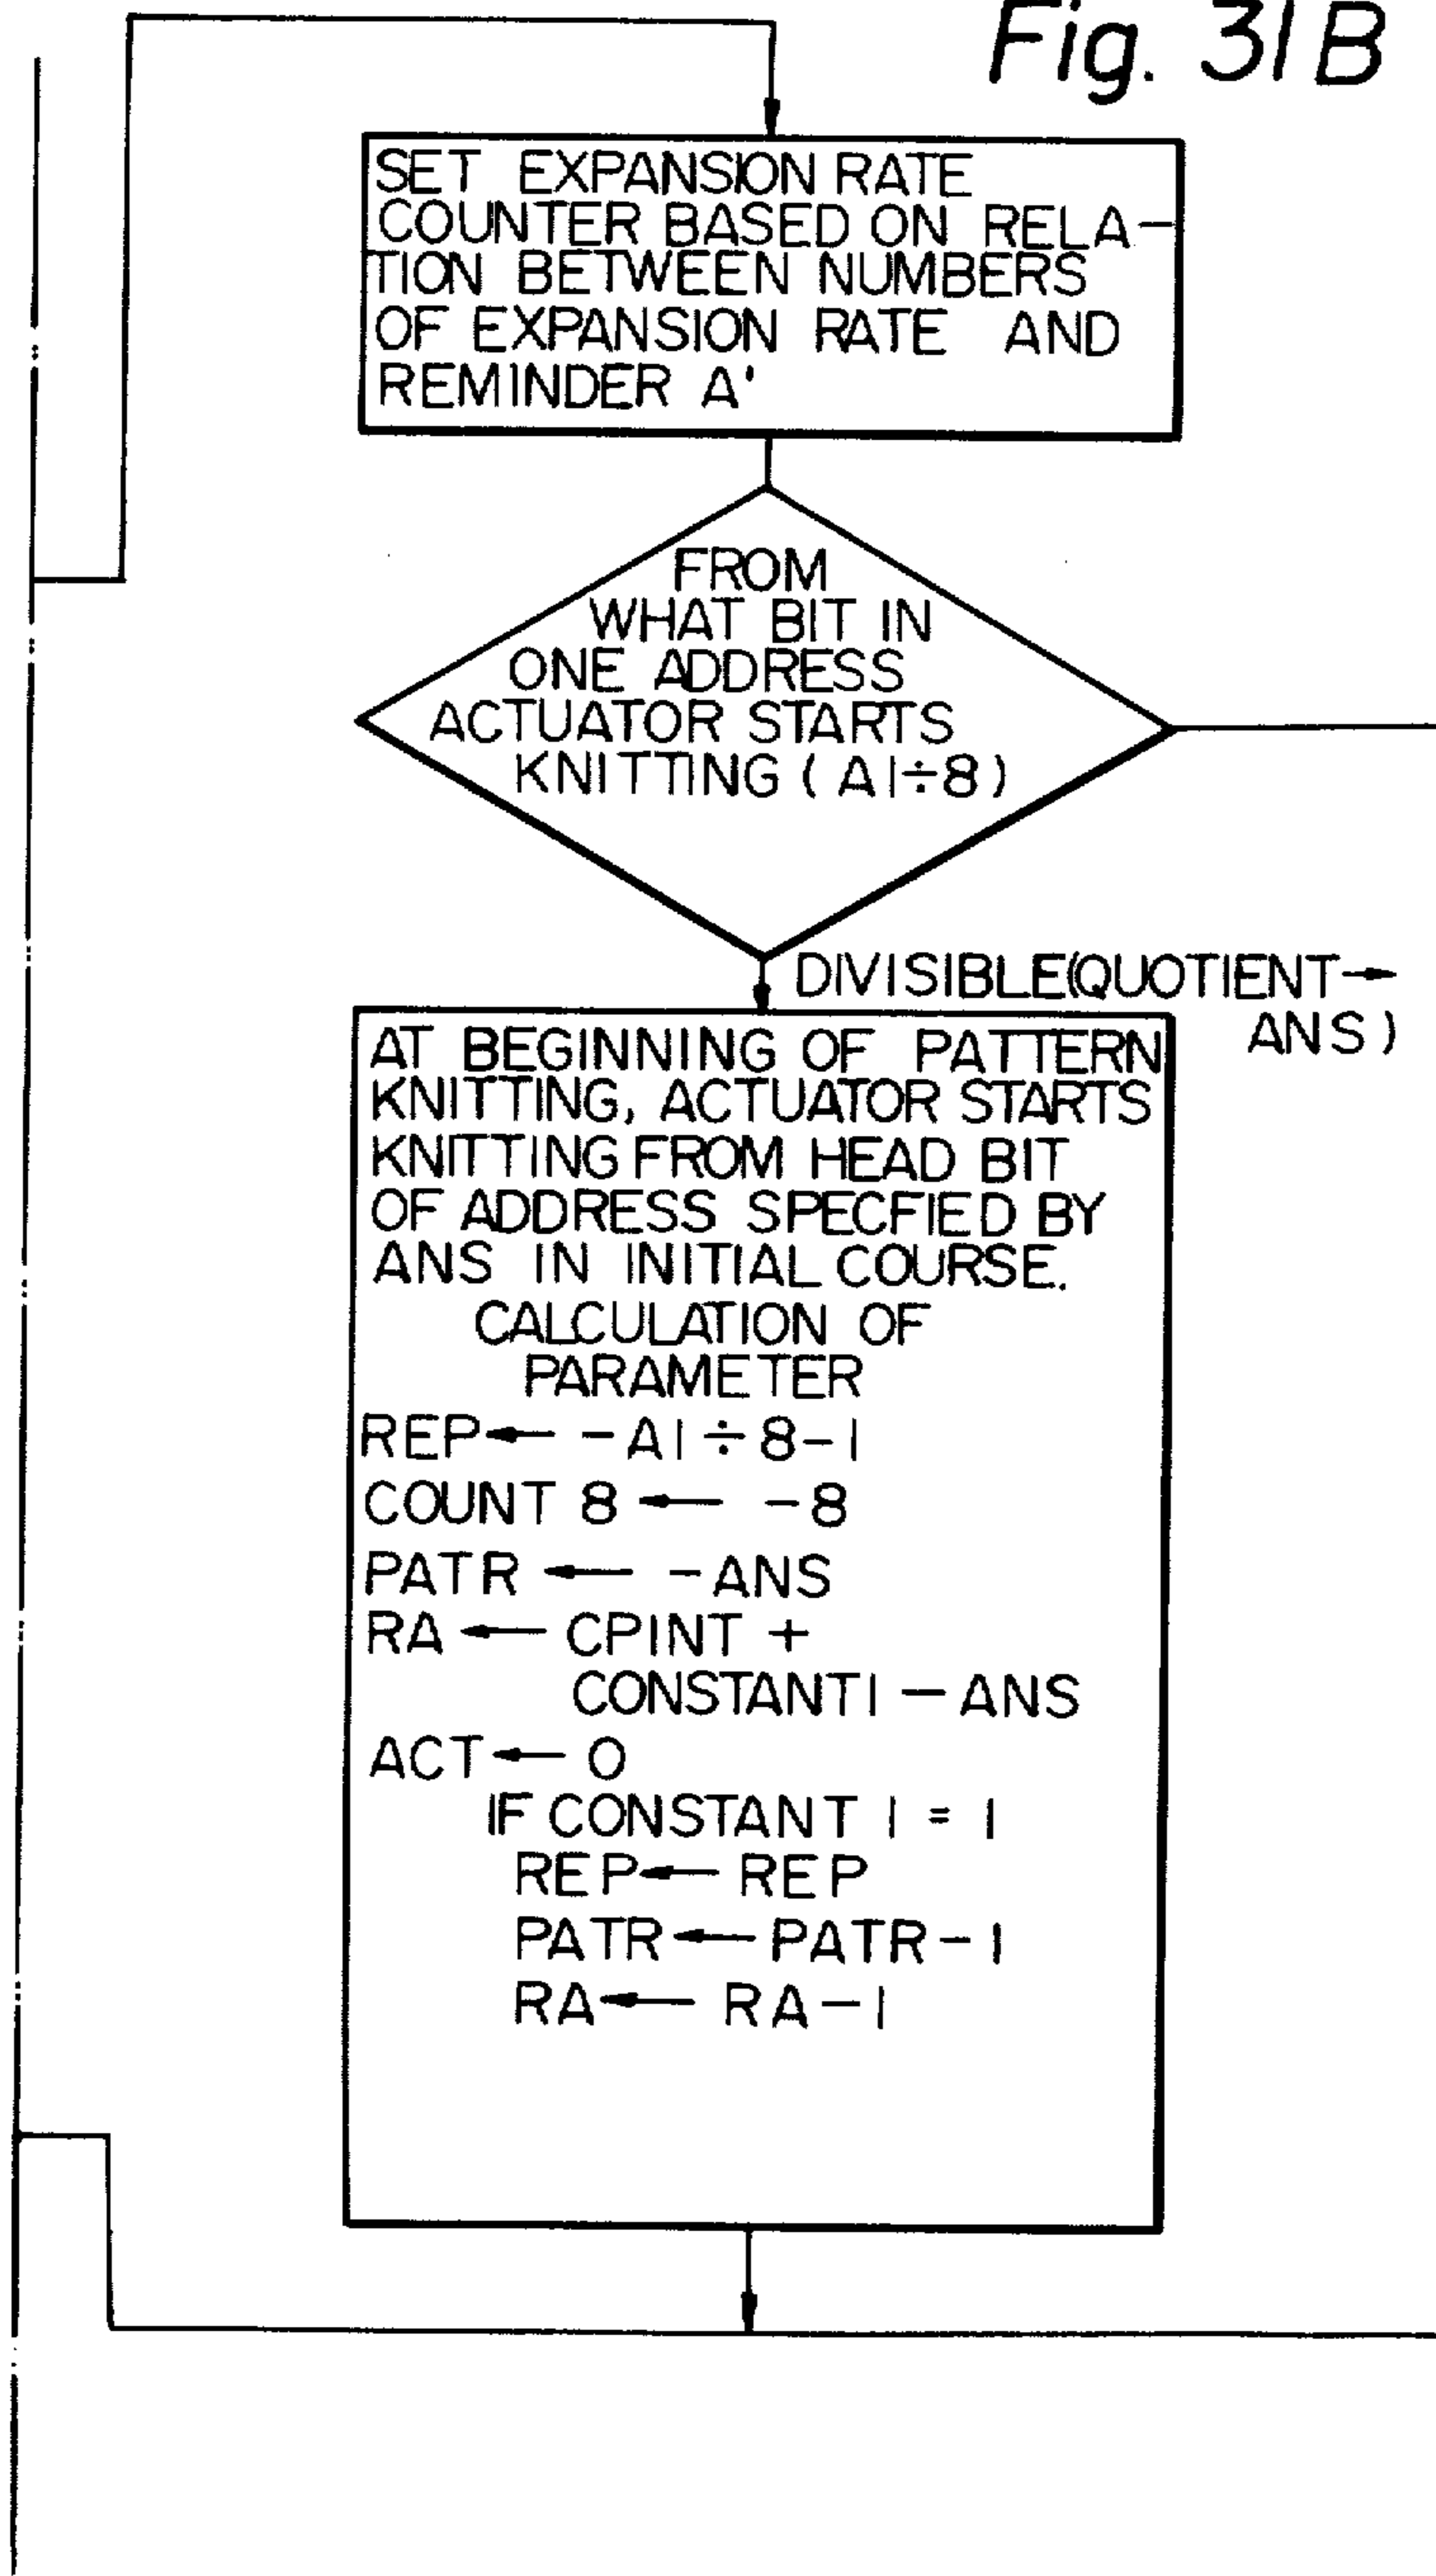 Fig. 31B
SET EXPANSION RATE
COUNTER BASED ON RELA-
TION BETWEEN NUMBERS
OF EXPANSION RATE AND
REMINDER A'
FROM
WHAT BIT IN
ONE ADDRESS
ACTUATOR STARTS
KNITTING (A1÷8)
DIVISIBLE(QUOTIENT→
ANS)
AT BEGINNING OF PATTERN
KNITTING, ACTUATOR STARTS
KNITTING FROM HEAD BIT
OF ADDRESS SPECFIED BY
ANS IN INITIAL COURSE.
CALCULATION OF
PARAMETER
REP← -A1÷8-1
COUNT 8 ← -8
PATR ← -ANS
RA ← CPINT +
CONSTANT1 - ANS
ACT ← 0
IF CONSTANT 1 = 1
REP← REP
PATR← PATR-1
RA← RA-1